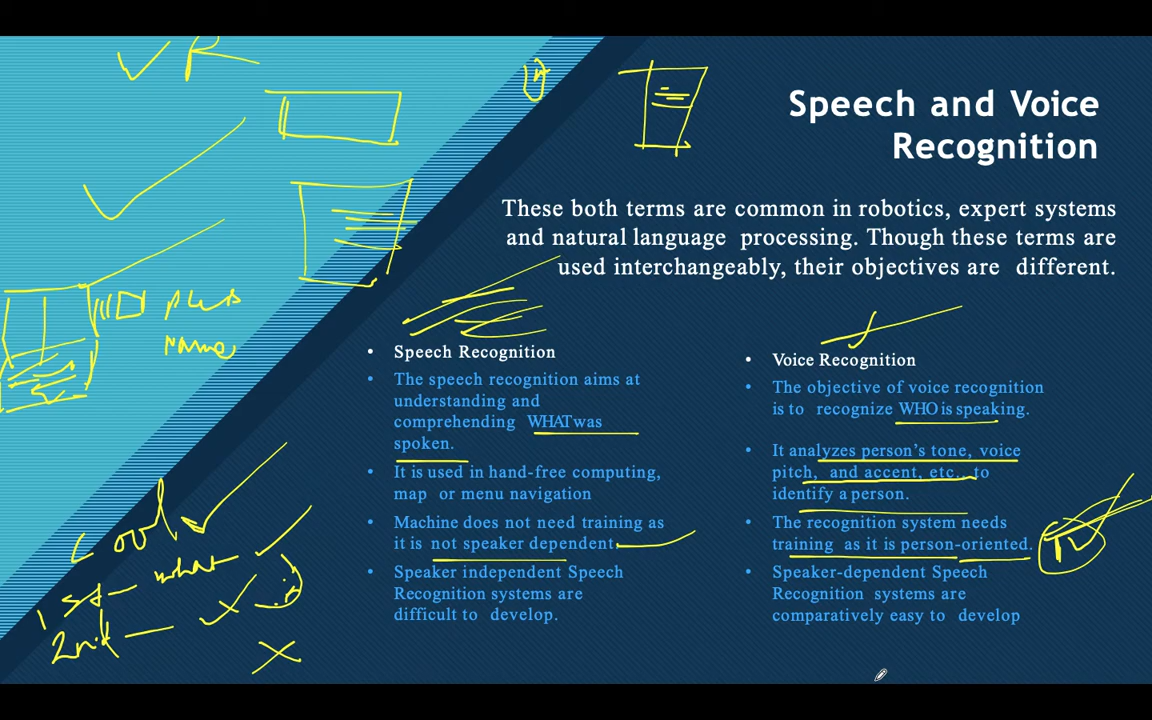 VR
Speech and Voice
Recognition
These both terms are common in robotics, expert systems
and natural language processing. Though these terms are
used interchangeably, their objectives are different.
name
• Speech Recognition
• The speech recognition aims at
understanding and
comprehending WHAT was
spoken.
• It is used in hand-free computing,
map or menu navigation
• Machine does not need training as
it is not speaker dependent.
• Speaker independent Speech
Recognition systems are
difficult to develop.
• Voice Recognition
• The objective of voice recognition
is to recognize WHO is speaking.
• It analyzes person's tone, voice
pitch, and accent, etc., to
identify a person.
• The recognition system needs
training as it is person-oriented.
• Speaker-dependent Speech
Recognition systems are
comparatively easy to develop
1st — what
2nd —